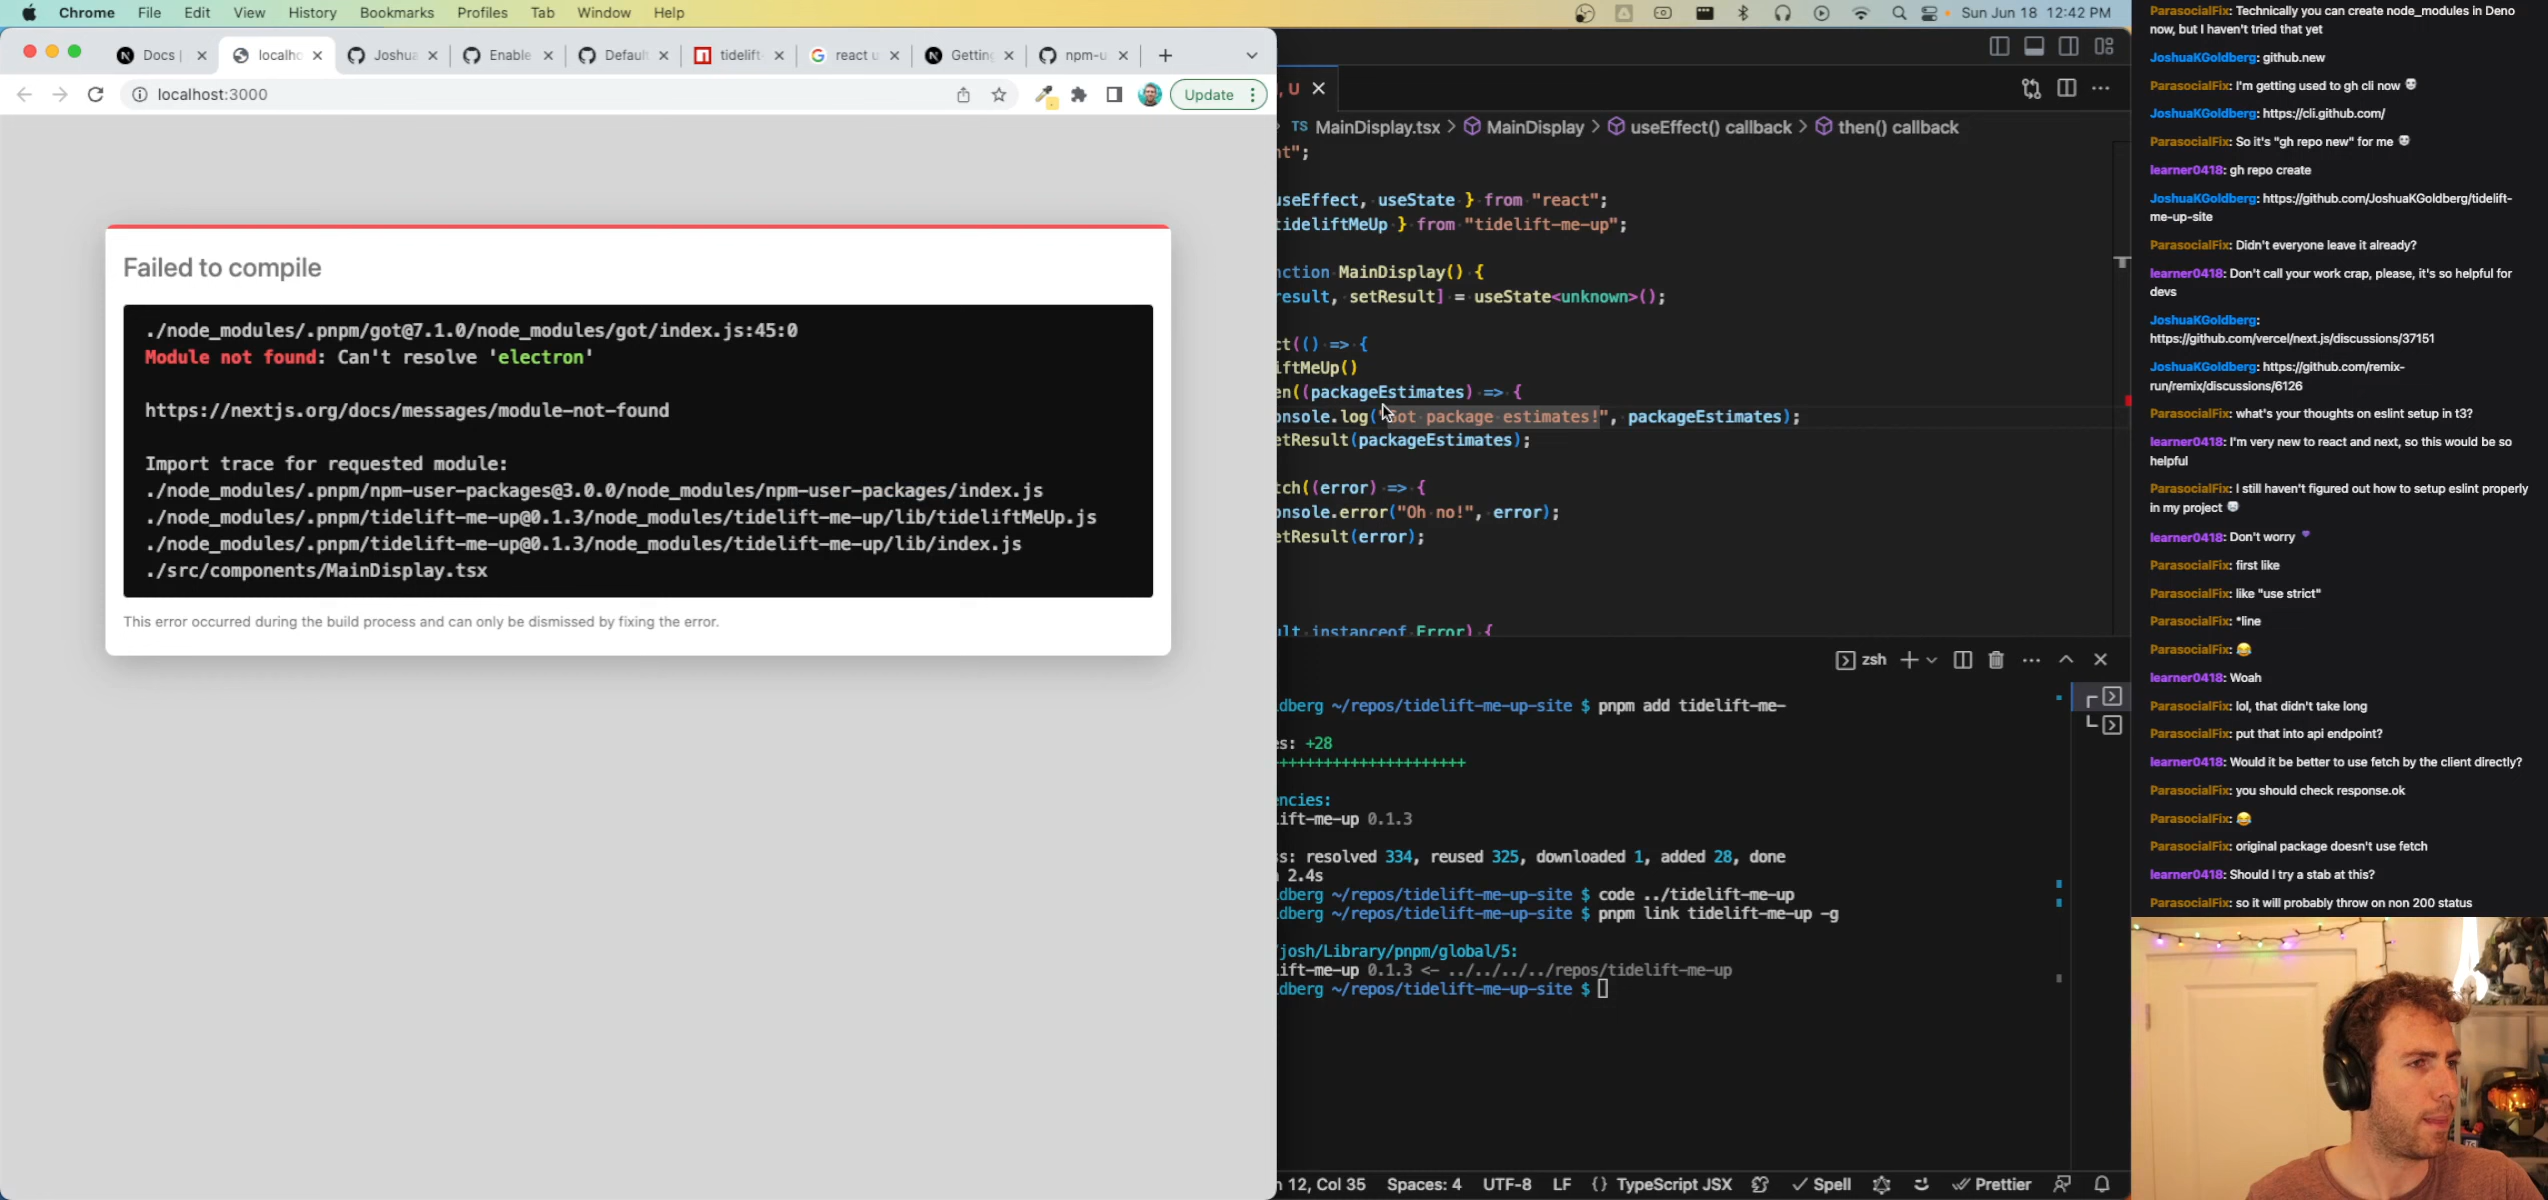 Chrome File Edit View History Bookmarks Profiles Tab Window Help
Sun Jun 18 12:42 PM
Docs |
localho
Joshua
Enable
Default
tidelift-
react u
Getting
npm-u
localhost:3000
Update
Failed to compile
./node_modules/.pnpm/got@7.1.0/node_modules/got/index.js:45:0
Module not found: Can't resolve 'electron'
https://nextjs.org/docs/messages/module-not-found
Import trace for requested module:
./node_modules/.pnpm/npm-user-packages@3.0.0/node_modules/npm-user-packages/index.js
./node_modules/.pnpm/tidelift-me-up@0.1.3/node_modules/tidelift-me-up/lib/tideliftMeUp.js
./node_modules/.pnpm/tidelift-me-up@0.1.3/node_modules/tidelift-me-up/lib/index.js
./src/components/MainDisplay.tsx
This error occurred during the build process and can only be dismissed by fixing the error.
, U
TS MainDisplay.tsx > MainDisplay > useEffect() callback > then() callback
nt";
useEffect, useState } from "react";
tideliftMeUp } from "tidelift-me-up";
nction MainDisplay() {
result, setResult] = useState<unknown>();
ct(() => {
iftMeUp()
en((packageEstimates) => {
onsole.log("Got package estimates!", packageEstimates);
etResult(packageEstimates);
tch((error) => {
onsole.error("Oh no!", error);
etResult(error);
ult instanceof Error) {
zsh
dberg ~/repos/tidelift-me-up-site $ pnpm add tidelift-me-
es: +28
++++++++++++++++++++++
encies:
ift-me-up 0.1.3
ss: resolved 334, reused 325, downloaded 1, added 28, done
n 2.4s
dberg ~/repos/tidelift-me-up-site $ code ../tidelift-me-up
dberg ~/repos/tidelift-me-up-site $ pnpm link tidelift-me-up -g
/josh/Library/pnpm/global/5:
ift-me-up 0.1.3 <- ../../../../repos/tidelift-me-up
dberg ~/repos/tidelift-me-up-site $
n 12, Col 35 Spaces: 4 UTF-8 LF {} TypeScript JSX Spell Prettier
ParasocialFix: Technically you can create node_modules in Deno
now, but I haven't tried that yet
JoshuaKGoldberg: github.new
ParasocialFix: I'm getting used to gh cli now
JoshuaKGoldberg: https://cli.github.com/
ParasocialFix: So it's "gh repo new" for me
learner0418: gh repo create
JoshuaKGoldberg: https://github.com/JoshuaKGoldberg/tidelift-
me-up-site
ParasocialFix: Didn't everyone leave it already?
learner0418: Don't call your work crap, please, it's so helpful for
devs
JoshuaKGoldberg:
https://github.com/vercel/next.js/discussions/37151
JoshuaKGoldberg: https://github.com/remix-
run/remix/discussions/6126
ParasocialFix: what's your thoughts on eslint setup in t3?
learner0418: I'm very new to react and next, so this would be so
helpful
ParasocialFix: I still haven't figured out how to setup eslint properly
in my project
learner0418: Don't worry
ParasocialFix: first like
ParasocialFix: like "use strict"
ParasocialFix: *line
ParasocialFix: 😂
learner0418: Woah
ParasocialFix: lol, that didn't take long
ParasocialFix: put that into api endpoint?
learner0418: Would it be better to use fetch by the client directly?
ParasocialFix: you should check response.ok
ParasocialFix: 😂
ParasocialFix: original package doesn't use fetch
learner0418: Should I try a stab at this?
ParasocialFix: so it will probably throw on non 200 status